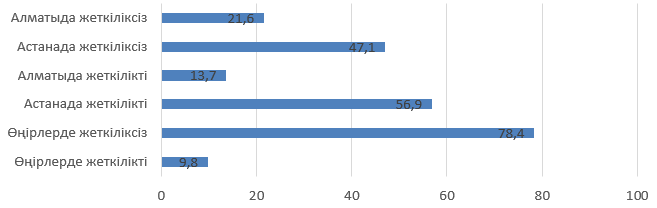 Алматыда жеткіліксіз 21,6
Астанада жеткіліксіз 47,1
Алматыда жеткілікті 13,7
Астанада жеткілікті 56,9
Өңірлерде жеткіліксіз 78,4
Өңірлерде жеткілікті 9,8
0 20 40 60 80 100